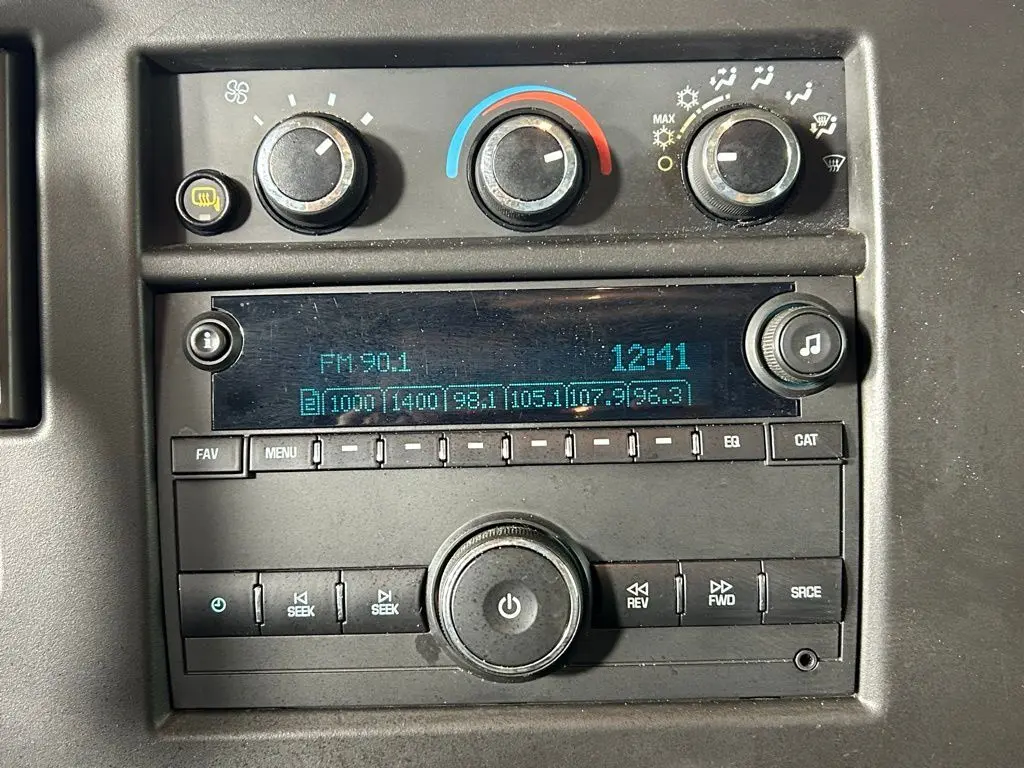 MAX
i
FM 90.1 12:41
2 1000 1400 98.1 105.1 107.9 96.3
FAV MENU EQ CAT
SEEK SEEK REV FWD SRCE